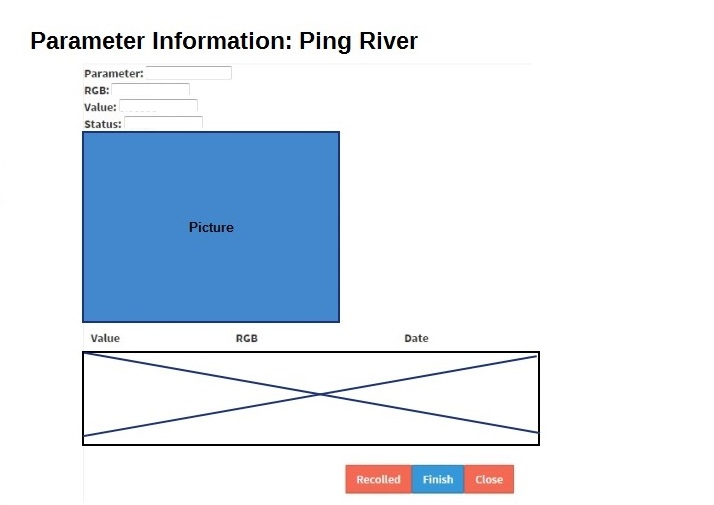 Parameter Information: Ping River
Parameter:
RGB:
Value:
Status:
Picture
Value RGB Date
Recolled Finish Close